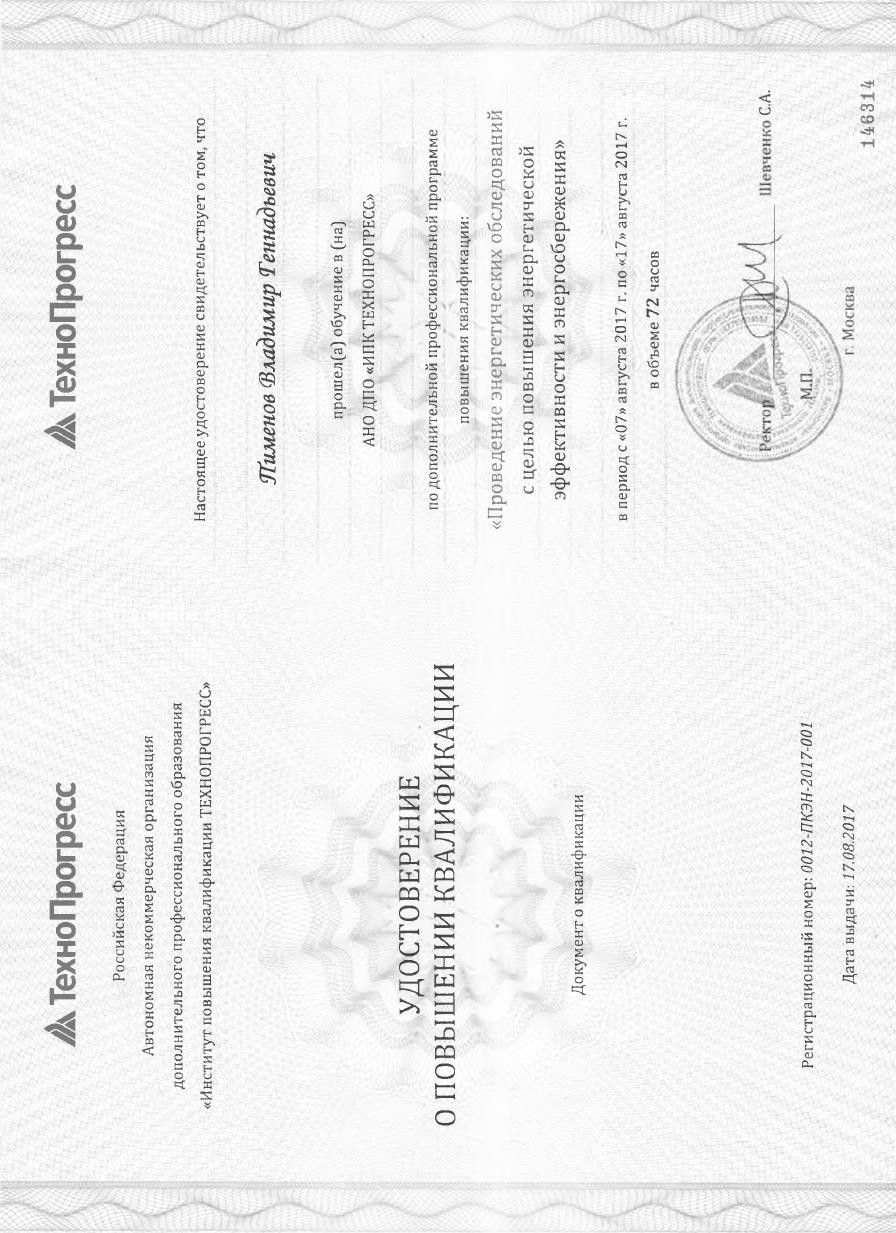 ТехноПрогресс
Российская Федерация
Автономная некоммерческая организация
дополнительного профессионального образования
«Институт повышения квалификации ТЕХНОПРОГРЕСС»
УДОСТОВЕРЕНИЕ
О ПОВЫШЕНИИ КВАЛИФИКАЦИИ
Документ о квалификации
Регистрационный номер: 0012-ПКЭН-2017-001
Дата выдачи: 17.08.2017
ТехноПрогресс
Настоящее удостоверение свидетельствует о том, что
Пименов Владимир Геннадьевич
прошел(а) обучение в (на)
АНО ДПО «ИПК ТЕХНОПРОГРЕСС»
по дополнительной профессиональной программе
повышения квалификации:
«Проведение энергетических обследований
с целью повышения энергетической
эффективности и энергосбережения»
в период с «07» августа 2017 г. по «17» августа 2017 г.
в объеме 72 часов
Ректор Шевченко С.А.
М.П.
г. Москва
146314